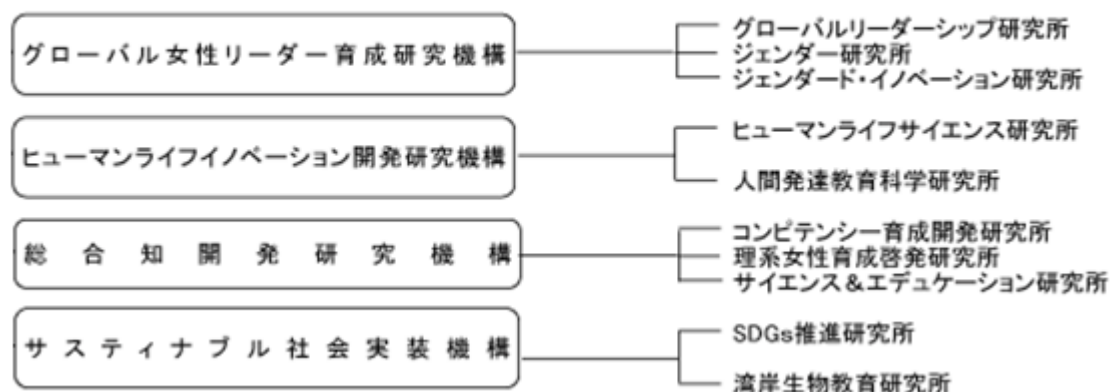 グローバル女性リーダー育成研究機構
グローバルリーダーシップ研究所
ジェンダー研究所
ジェンダード・イノベーション研究所
ヒューマンライフイノベーション開発研究機構
ヒューマンライフサイエンス研究所
人間発達教育科学研究所
総合知開発研究機構
コンピテンシー育成開発研究所
理系女性育成啓発研究所
サイエンス＆エデュケーション研究所
サスティナブル社会実装機構
SDGs推進研究所
湾岸生物教育研究所